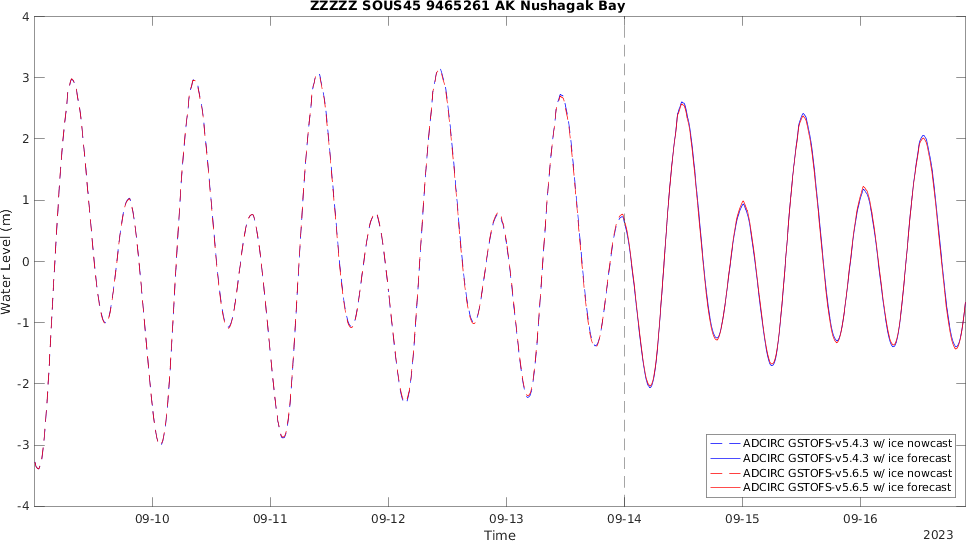 ZZZZZ SOUS45 9465261 AK Nushagak Bay
4
3
2
1
0
-1
-2
-3
-4
Water Level (m)
ADCIRC GSTOFS-v5.4.3 w/ ice nowcast
ADCIRC GSTOFS-v5.4.3 w/ ice forecast
ADCIRC GSTOFS-v5.6.5 w/ ice nowcast
ADCIRC GSTOFS-v5.6.5 w/ ice forecast
09-10 09-11 09-12 09-13 09-14 09-15 09-16
Time
2023